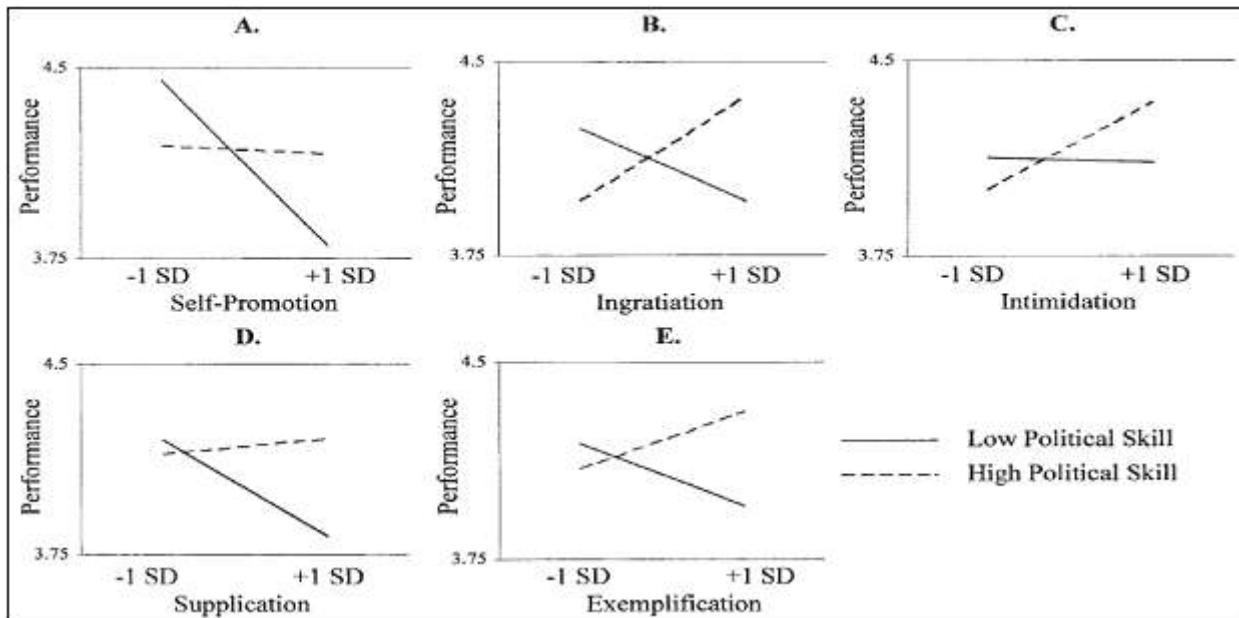 A.
4.5
Performance
3.75
-1 SD +1 SD
Self-Promotion
B.
4.5
Performance
3.75
-1 SD +1 SD
Ingratiation
C.
4.5
Performance
3.75
-1 SD +1 SD
Intimidation
D.
4.5
Performance
3.75
-1 SD +1 SD
Supplication
E.
4.5
Performance
3.75
-1 SD +1 SD
Exemplification
Low Political Skill
High Political Skill